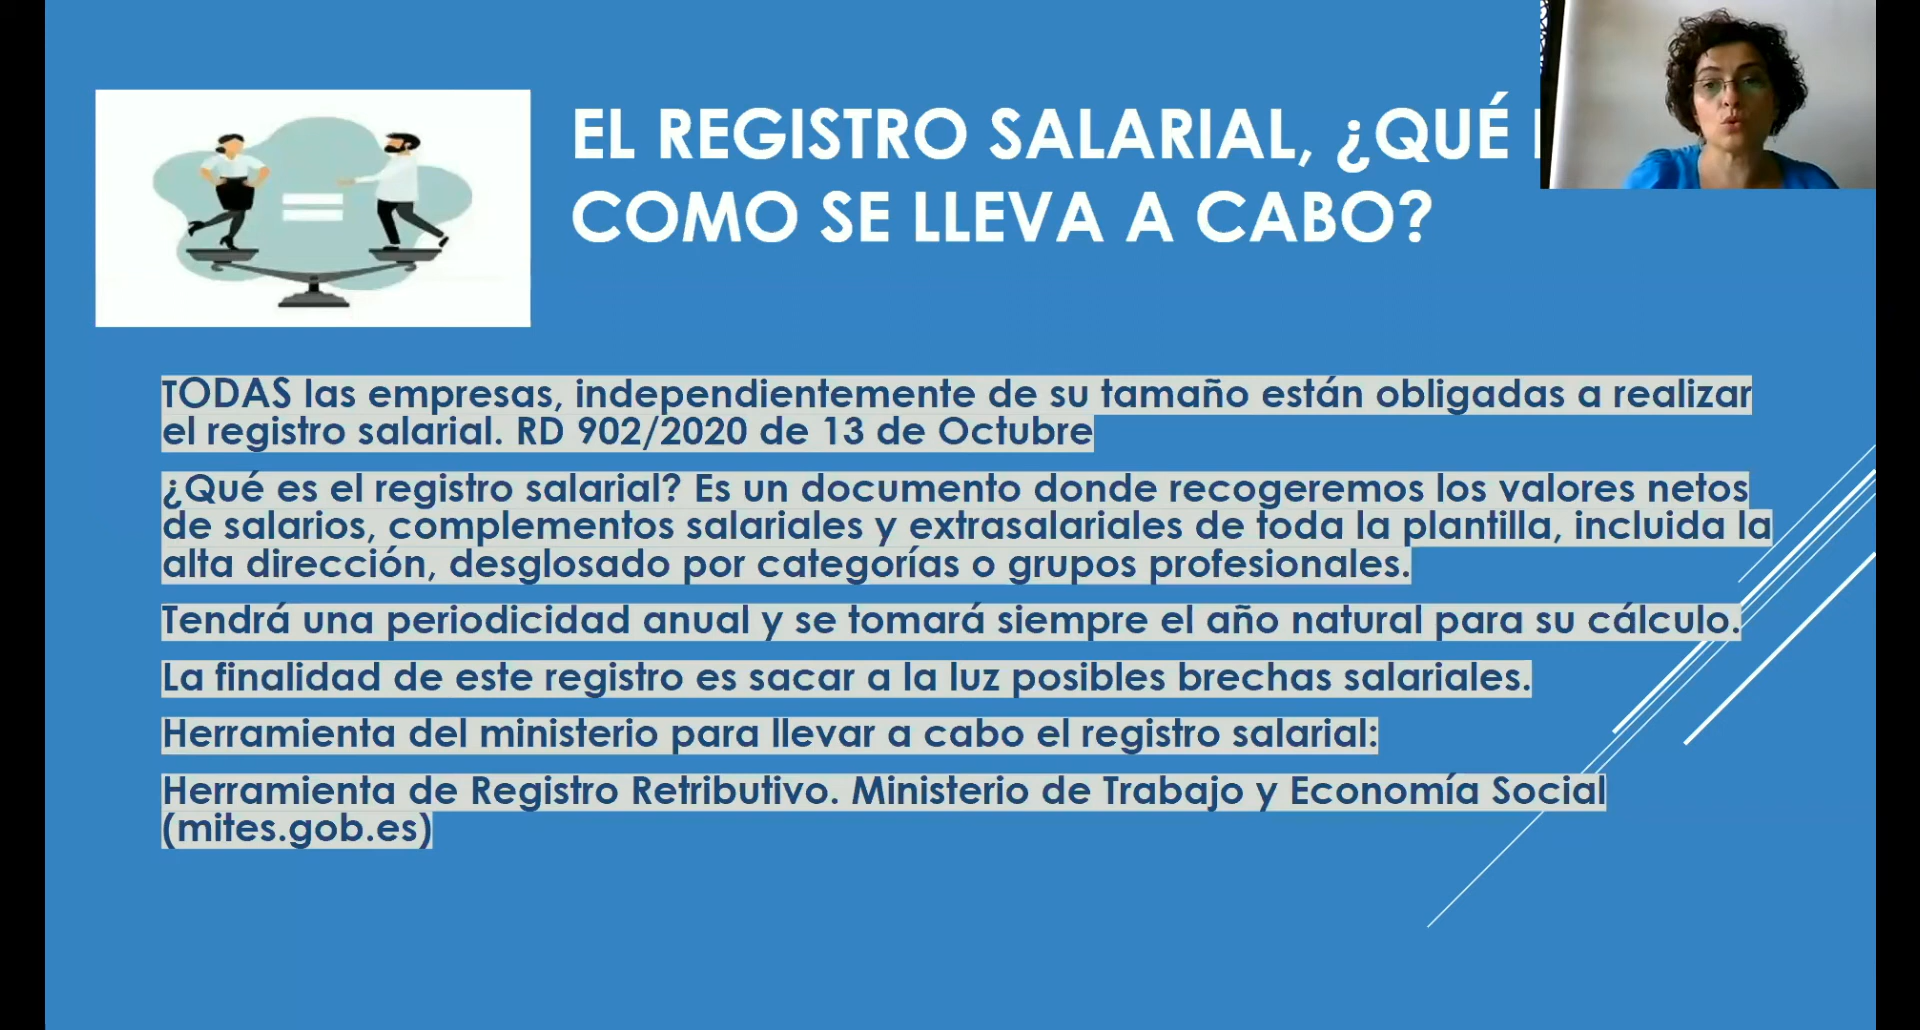 EL REGISTRO SALARIAL, ¿QUÉ
COMO SE LLEVA A CABO?
TODAS las empresas, independientemente de su tamaño están obligadas a realizar
el registro salarial. RD 902/2020 de 13 de Octubre
¿Qué es el registro salarial? Es un documento donde recogeremos los valores netos
de salarios, complementos salariales y extrasalariales de toda la plantilla, incluida la
alta dirección, desglosado por categorías o grupos profesionales.
Tendrá una periodicidad anual y se tomará siempre el año natural para su cálculo.
La finalidad de este registro es sacar a la luz posibles brechas salariales.
Herramienta del ministerio para llevar a cabo el registro salarial:
Herramienta de Registro Retributivo. Ministerio de Trabajo y Economía Social
(mites.gob.es)